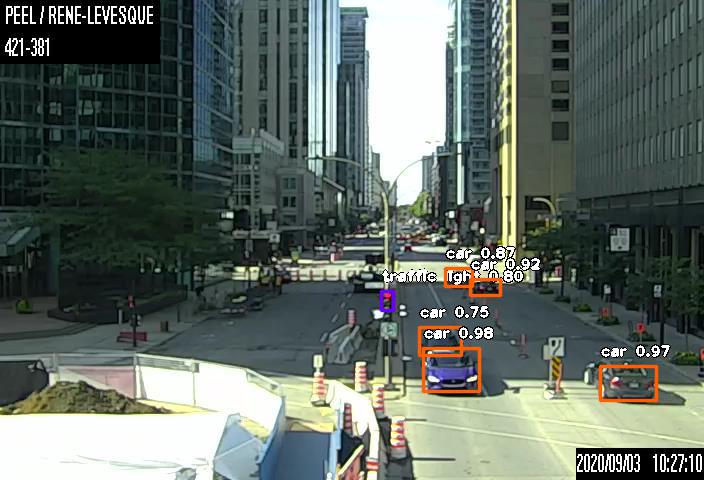 PEEL / RENE-LEVESQUE
421-381
car 0.87
car 0.92
traffic light 0.80
car 0.75
car 0.98
car 0.97
2020/09/03 10:27:10